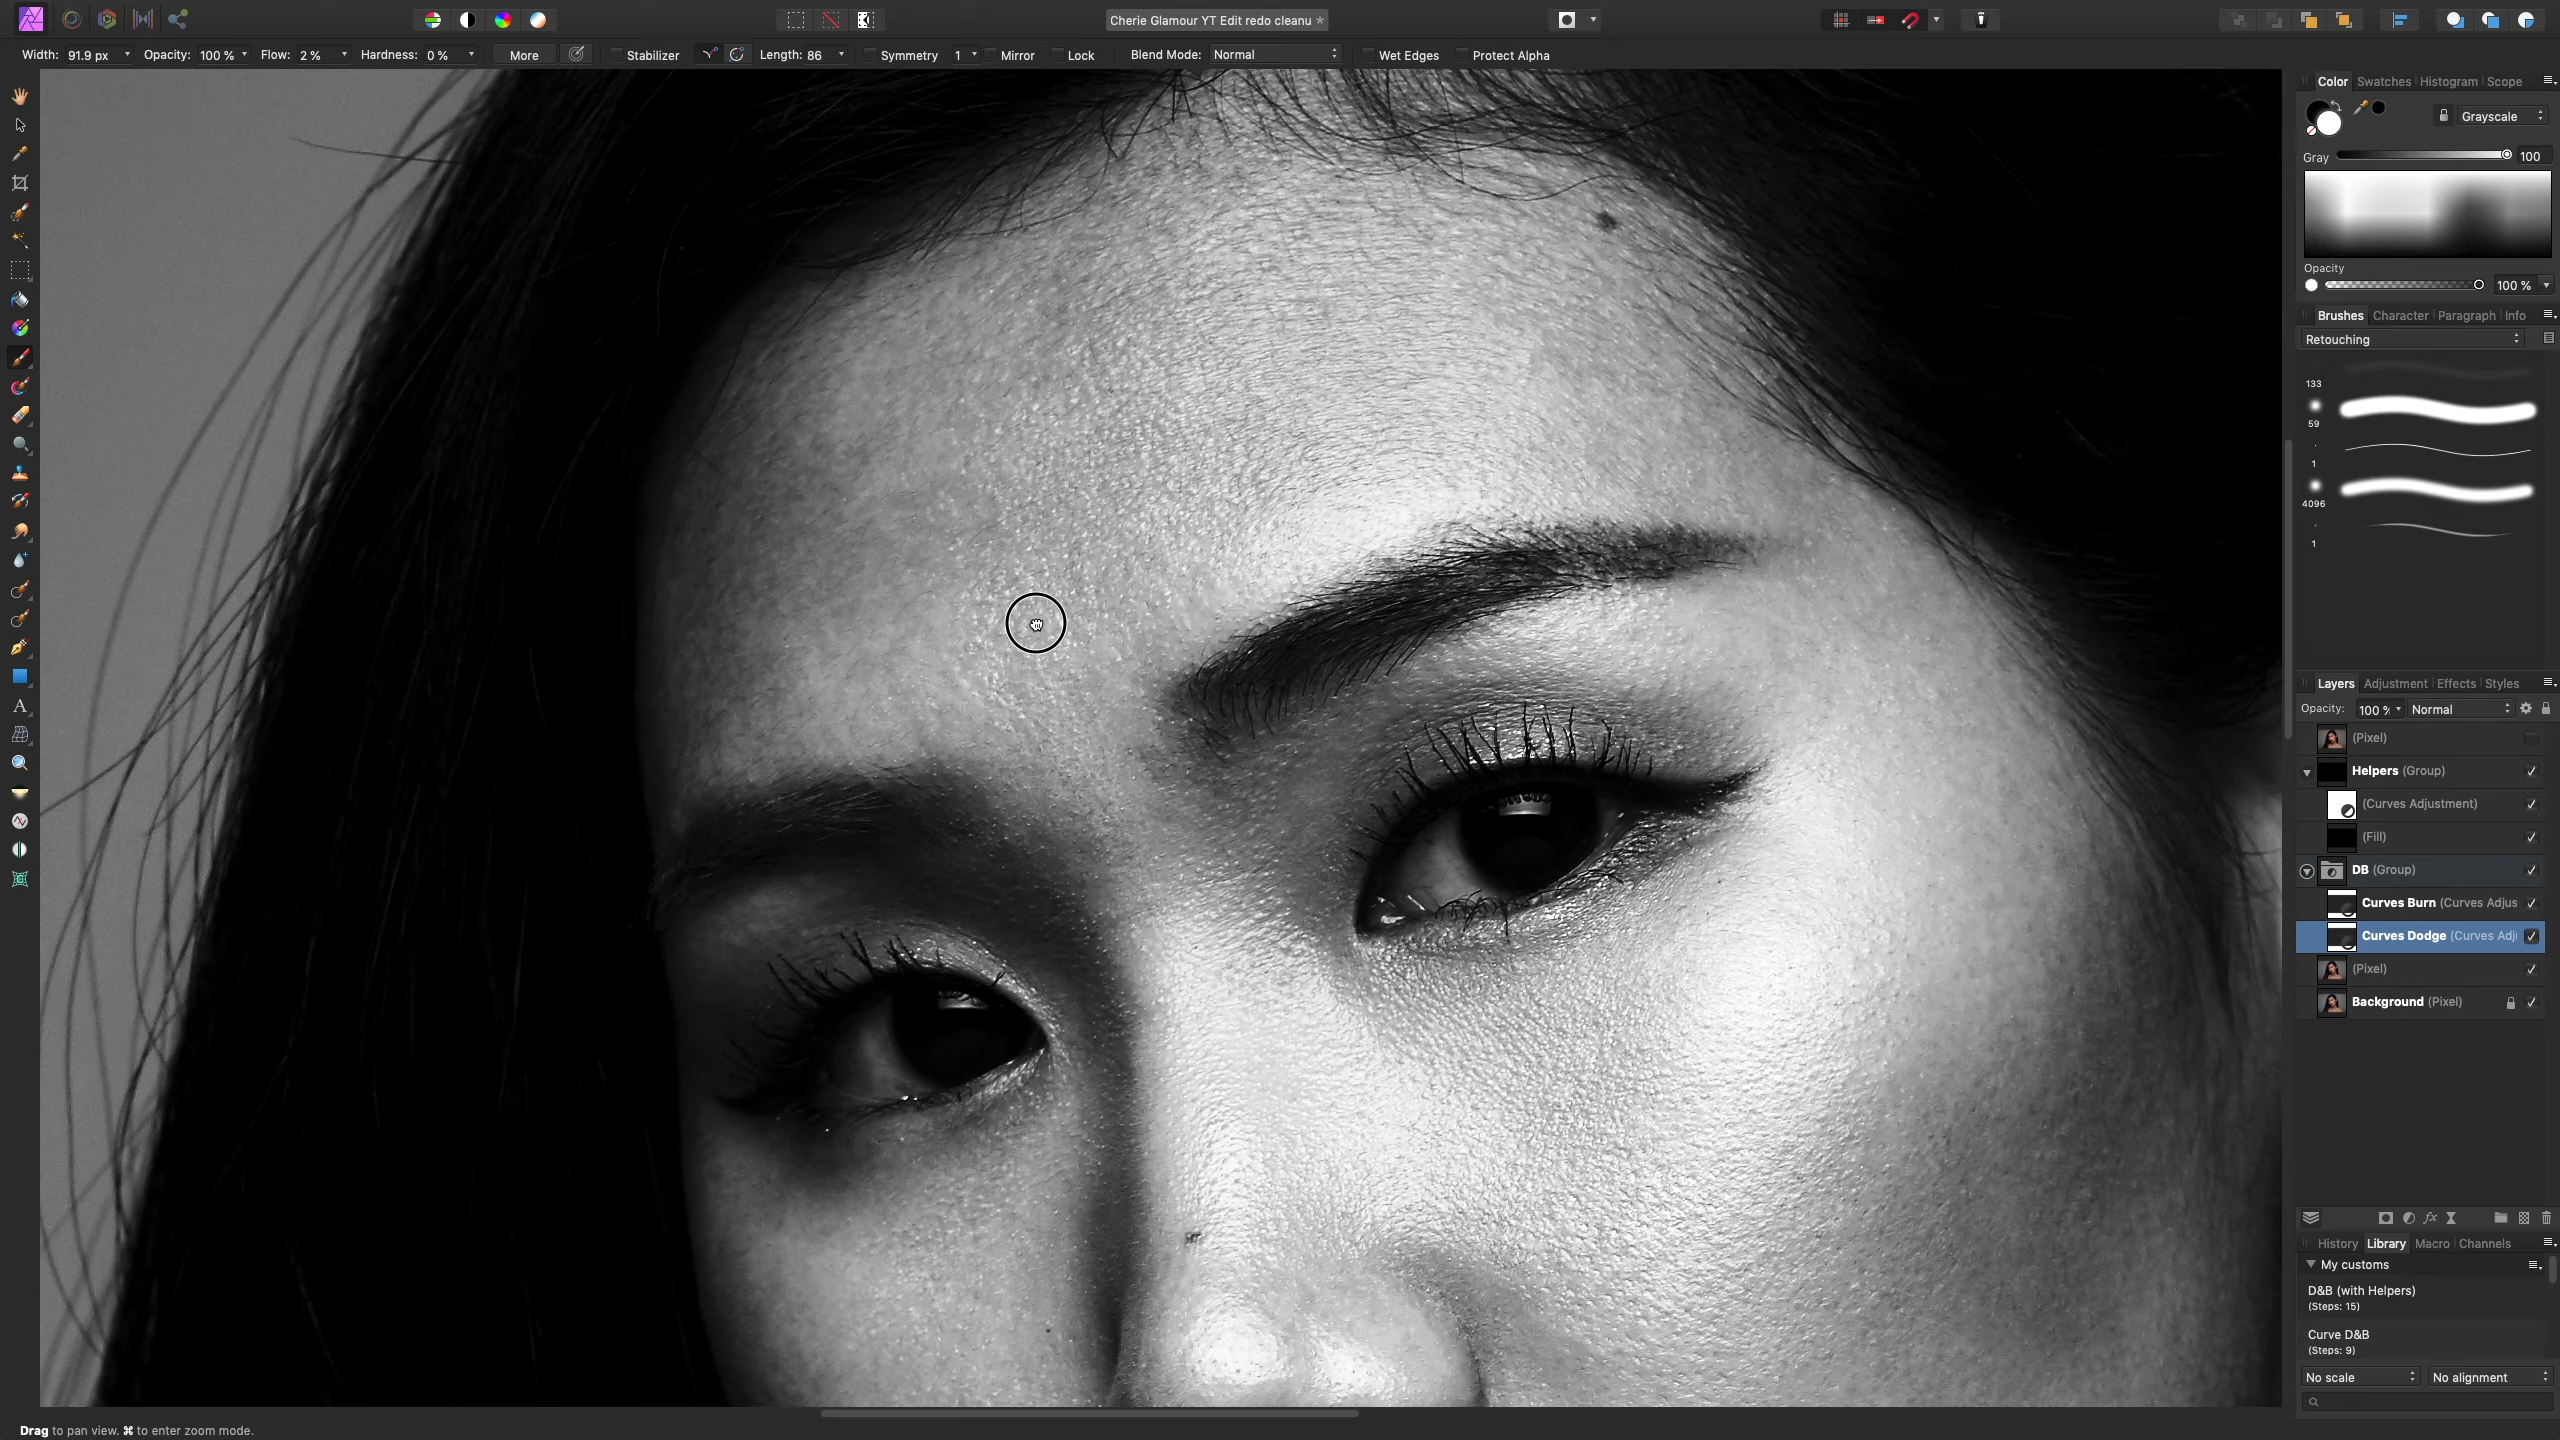 Cherie Glamour YT Edit redo cleanu *
Width: 91.9 px Opacity: 100 % Flow: 2 % Hardness: 0 % More Stabilizer Length: 86 Symmetry 1 Mirror Lock Blend Mode: Normal Wet Edges Protect Alpha
Color Swatches Histogram Scope
Grayscale
Gray 100
Opacity
100 %
Brushes Character Paragraph Info
Retouching
133
59
1
4096
1
Layers Adjustment Effects Styles
Opacity: 100 % Normal
(Pixel)
Helpers (Group)
(Curves Adjustment)
(Fill)
DB (Group)
Curves Burn (Curves Adjus
Curves Dodge (Curves Adj
(Pixel)
Background (Pixel)
fx
History Library Macro Channels
My customs
D&B (with Helpers)
(Steps: 15)
Curve D&B
(Steps: 9)
No scale No alignment
Drag to pan view. ⌘ to enter zoom mode.